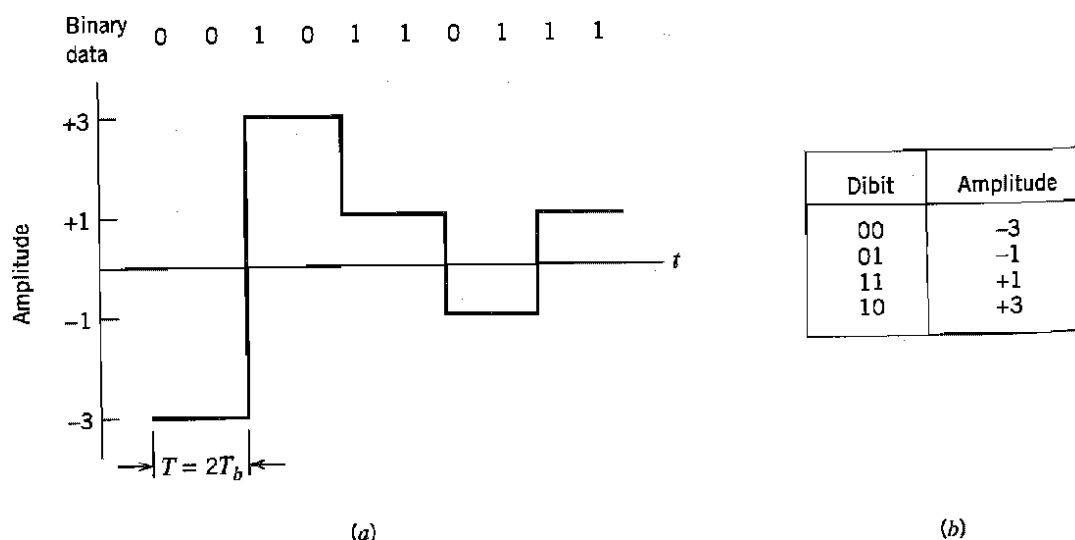 Binary data 0 0 1 0 1 1 0 1 1 1
+3
+1
−1
−3
Amplitude
t
T = 2T_b
(a)
Dibit Amplitude
00 −3
01 −1
11 +1
10 +3
(b)